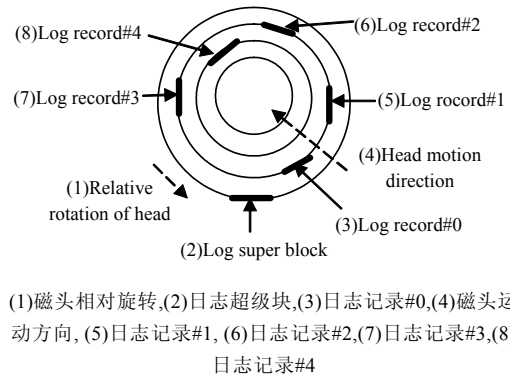 (8)Log record#4
(6)Log record#2
(7)Log record#3
(5)Log rocord#1
(4)Head motion
direction
(1)Relative
rotation of head
(3)Log record#0
(2)Log super block
(1)磁头相对旋转,(2)日志超级块,(3)日志记录#0,(4)磁头运
动方向, (5)日志记录#1, (6)日志记录#2,(7)日志记录#3,(8)
日志记录#4